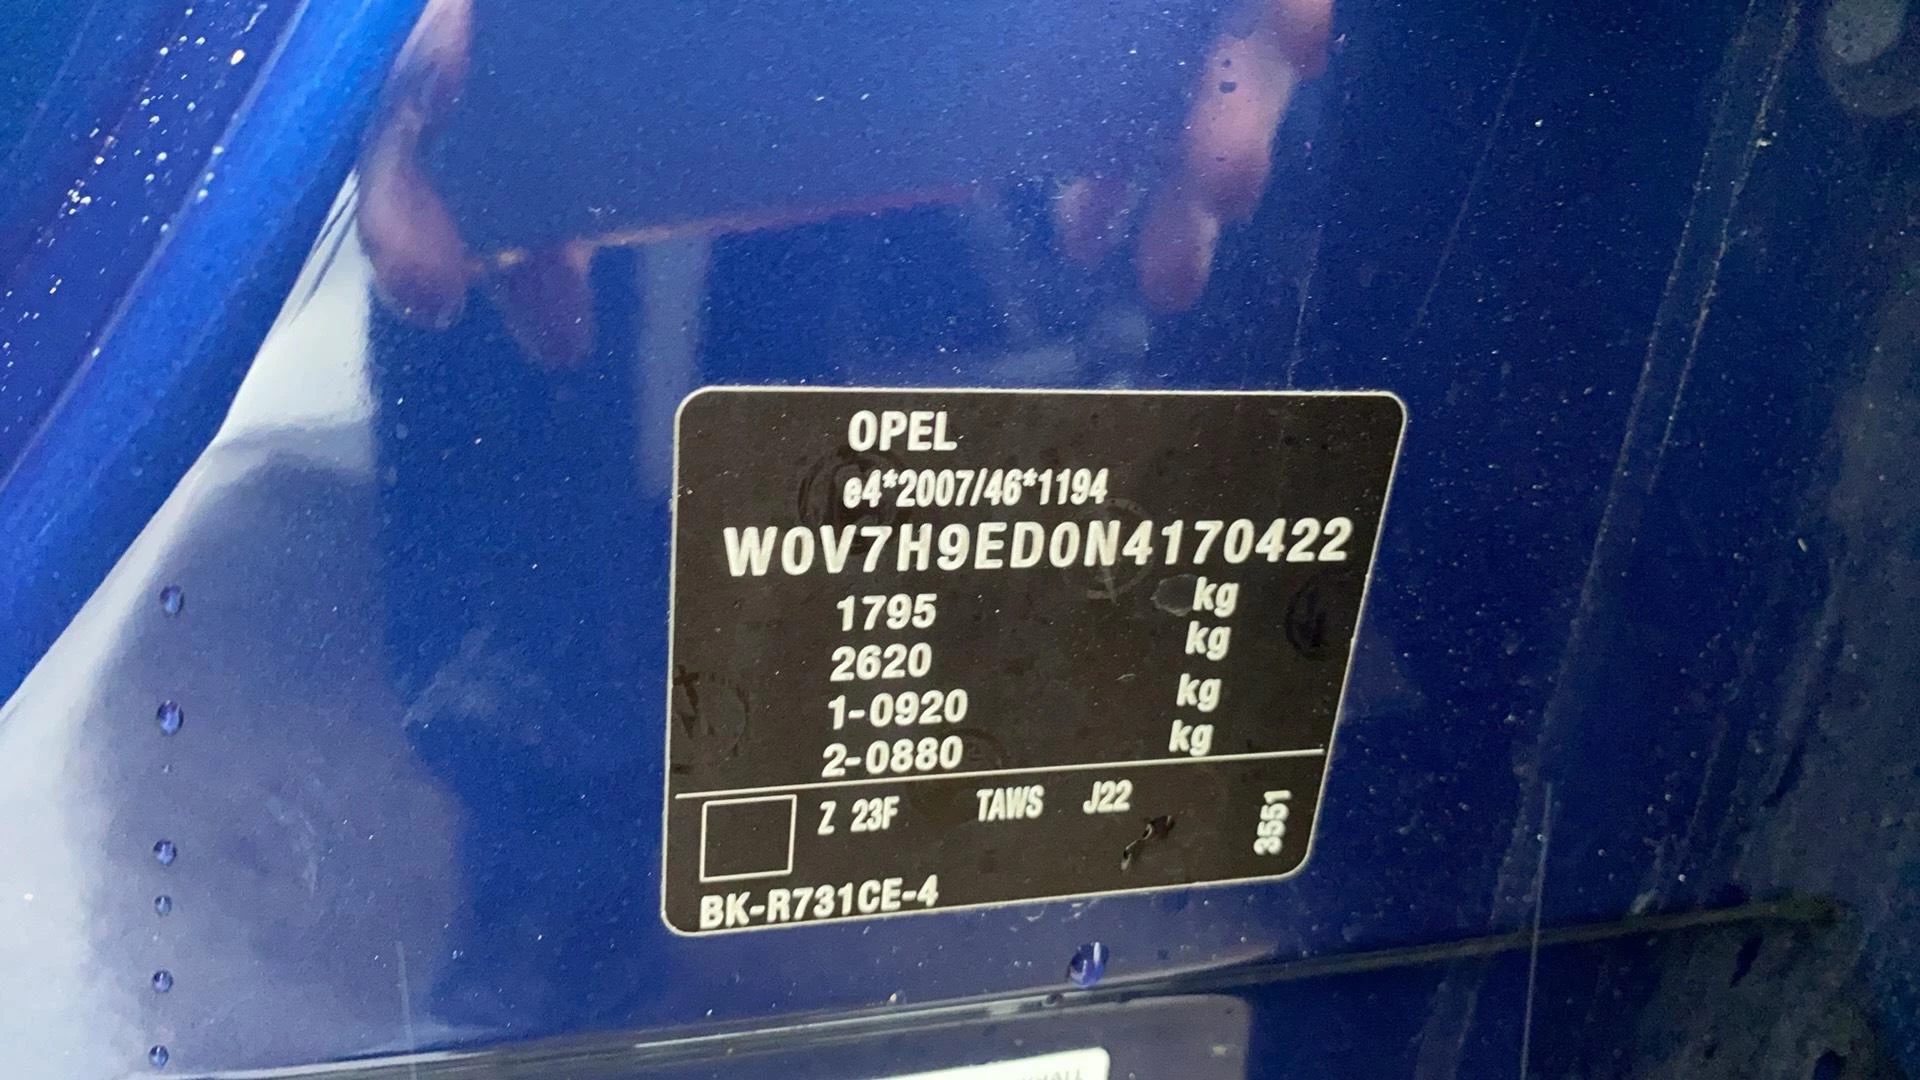 OPEL
e4*2007/46*1194
W0V7H9ED0N4170422
1795 kg
2620 kg
1-0920 kg
2-0880 kg
Z 23F TAWS J22
3551
BK-R731CE-4